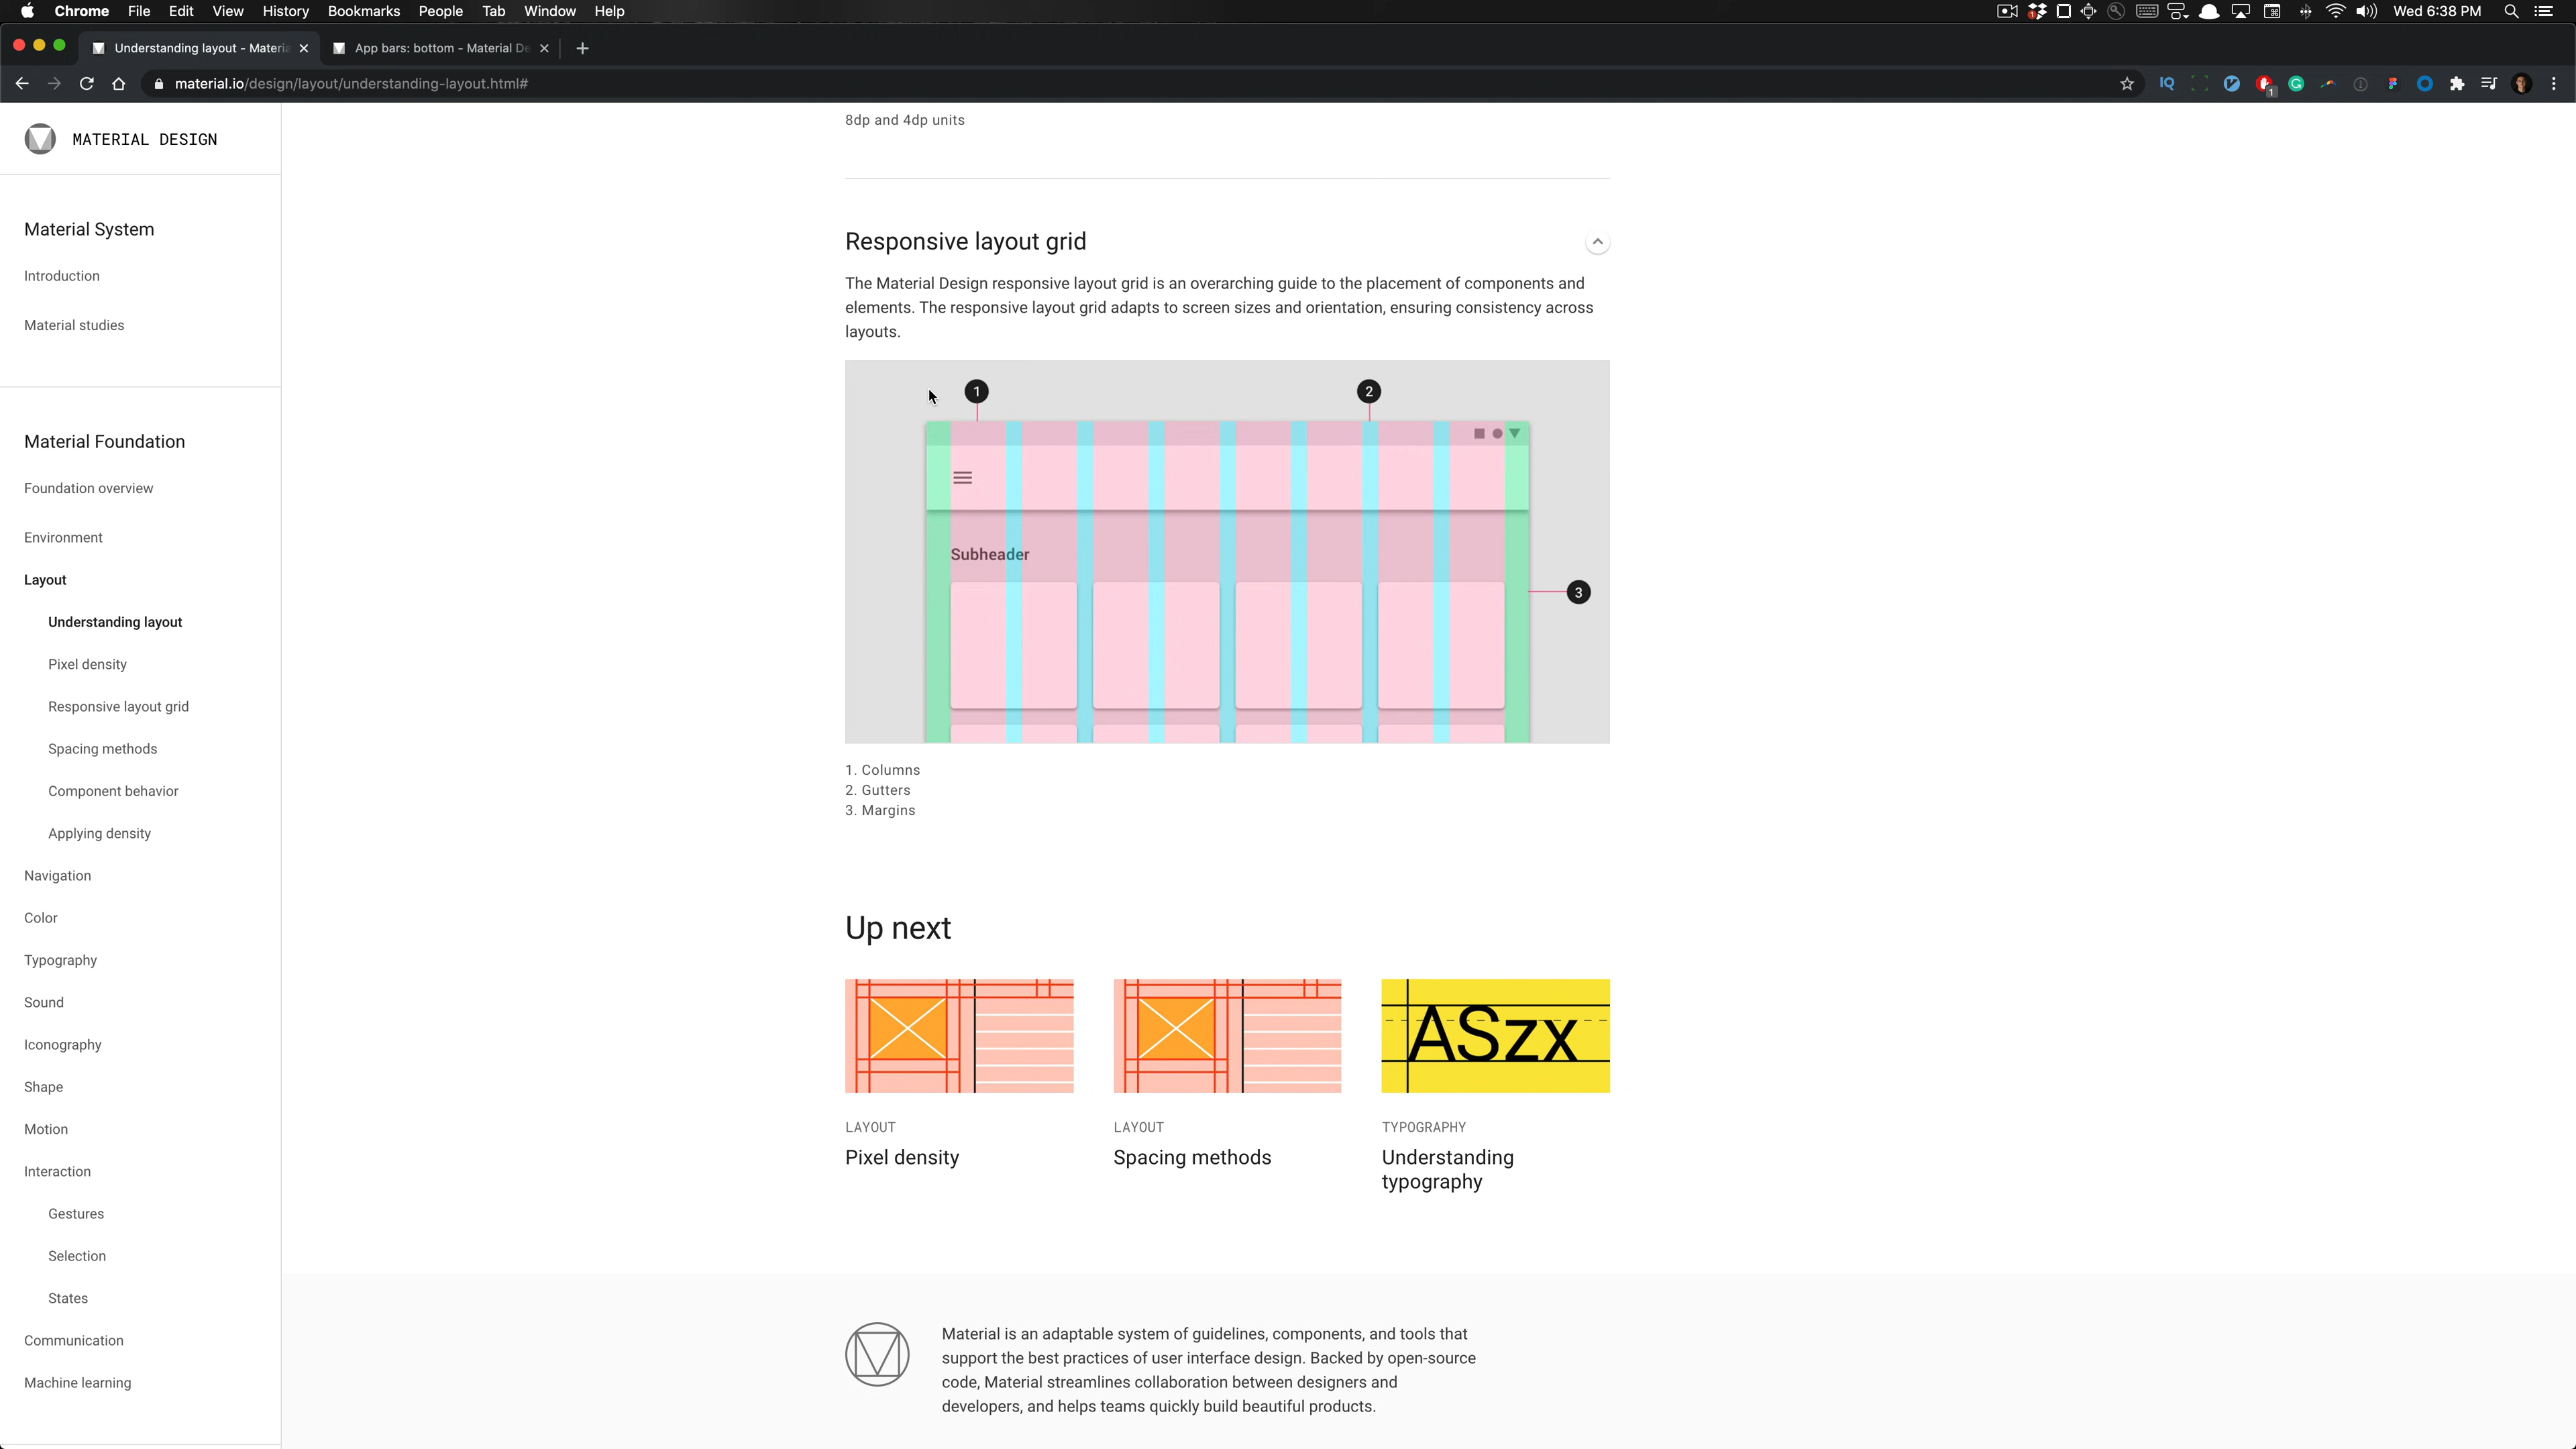 Chrome File Edit View History Bookmarks People Tab Window Help
Wed 6:38 PM
Understanding layout - Materia
App bars: bottom - Material De
material.io/design/layout/understanding-layout.html#
IQ
1
MATERIAL DESIGN
Material System
Introduction
Material studies
Material Foundation
Foundation overview
Environment
Layout
Understanding layout
Pixel density
Responsive layout grid
Spacing methods
Component behavior
Applying density
Navigation
Color
Typography
Sound
Iconography
Shape
Motion
Interaction
Gestures
Selection
States
Communication
Machine learning
8dp and 4dp units
Responsive layout grid
The Material Design responsive layout grid is an overarching guide to the placement of components and
elements. The responsive layout grid adapts to screen sizes and orientation, ensuring consistency across
layouts.
1
2
Subheader
3
1. Columns
2. Gutters
3. Margins
Up next
ASzx
LAYOUT
Pixel density
LAYOUT
Spacing methods
TYPOGRAPHY
Understanding
typography
Material is an adaptable system of guidelines, components, and tools that
support the best practices of user interface design. Backed by open-source
code, Material streamlines collaboration between designers and
developers, and helps teams quickly build beautiful products.